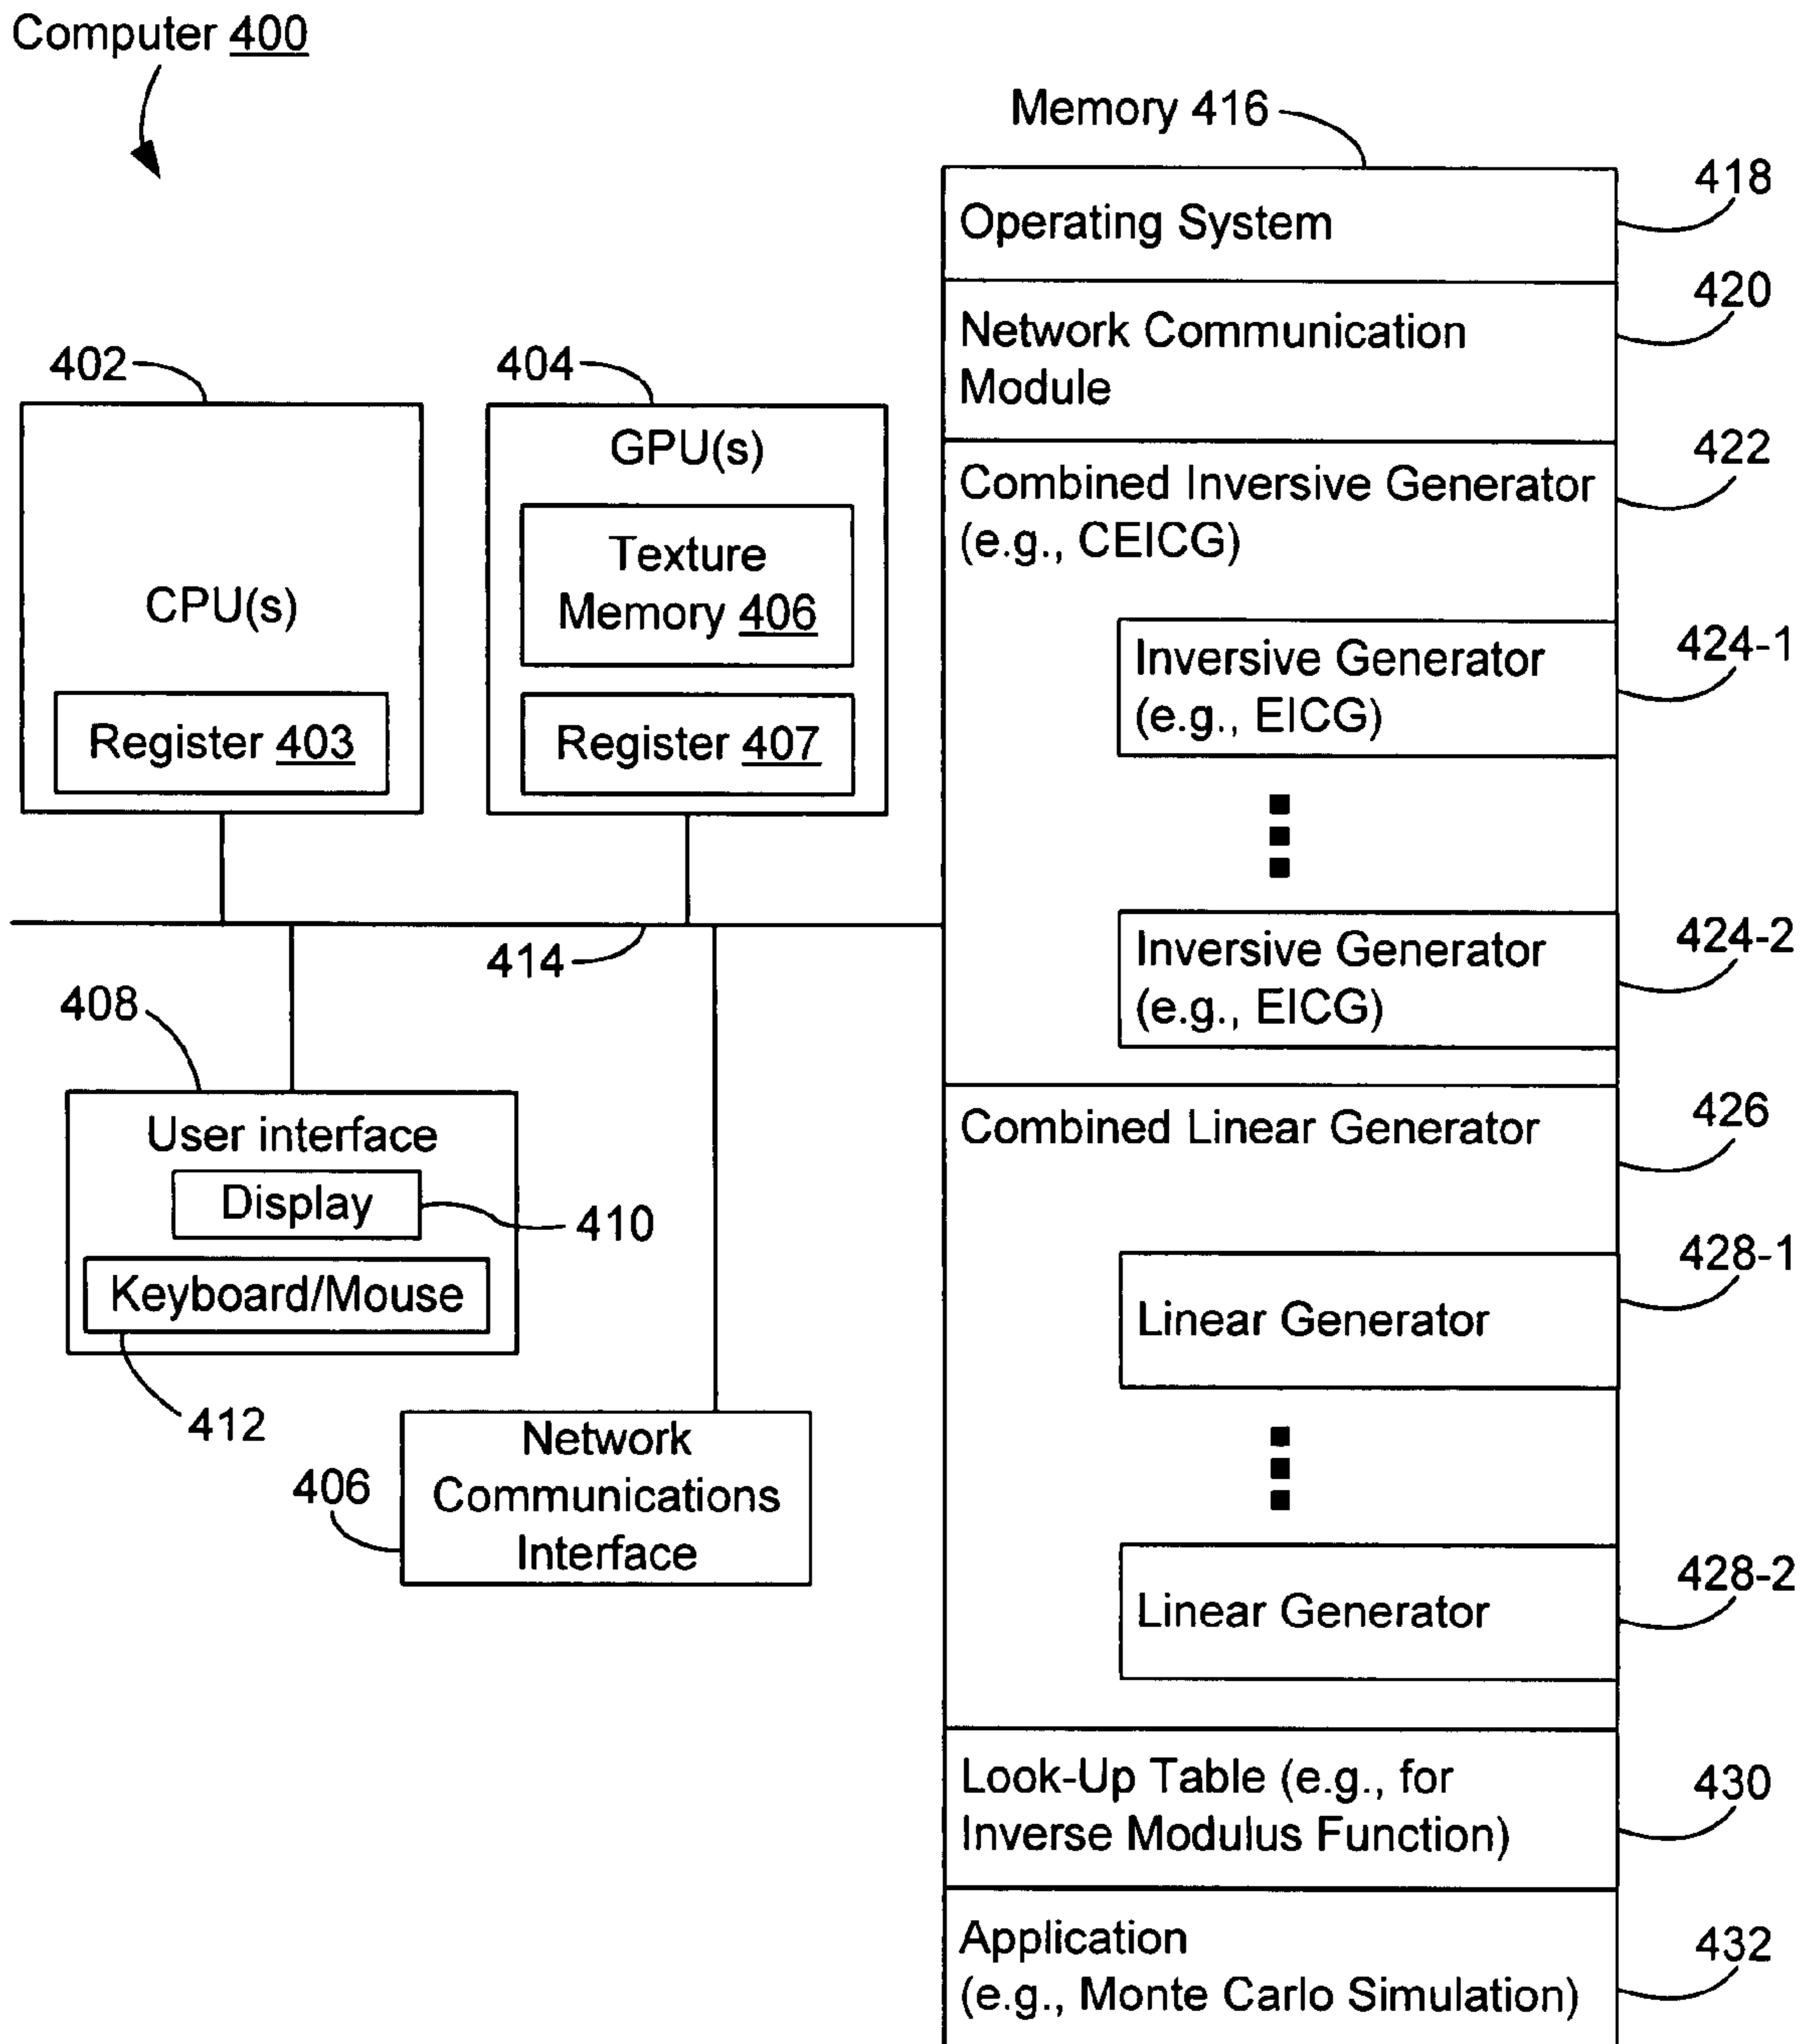 Computer 400
Memory 416
Operating System
418
Network Communication
Module
420
Combined Inversive Generator
(e.g., CEICG)
422
Inversive Generator
(e.g., EICG)
424-1
Inversive Generator
(e.g., EICG)
424-2
Combined Linear Generator
426
Linear Generator
428-1
Linear Generator
428-2
Look-Up Table (e.g., for
Inverse Modulus Function)
430
Application
(e.g., Monte Carlo Simulation)
432
402
CPU(s)
Register 403
404
GPU(s)
Texture
Memory 406
Register 407
414
408
User interface
Display
410
Keyboard/Mouse
412
Network
Communications
Interface
406